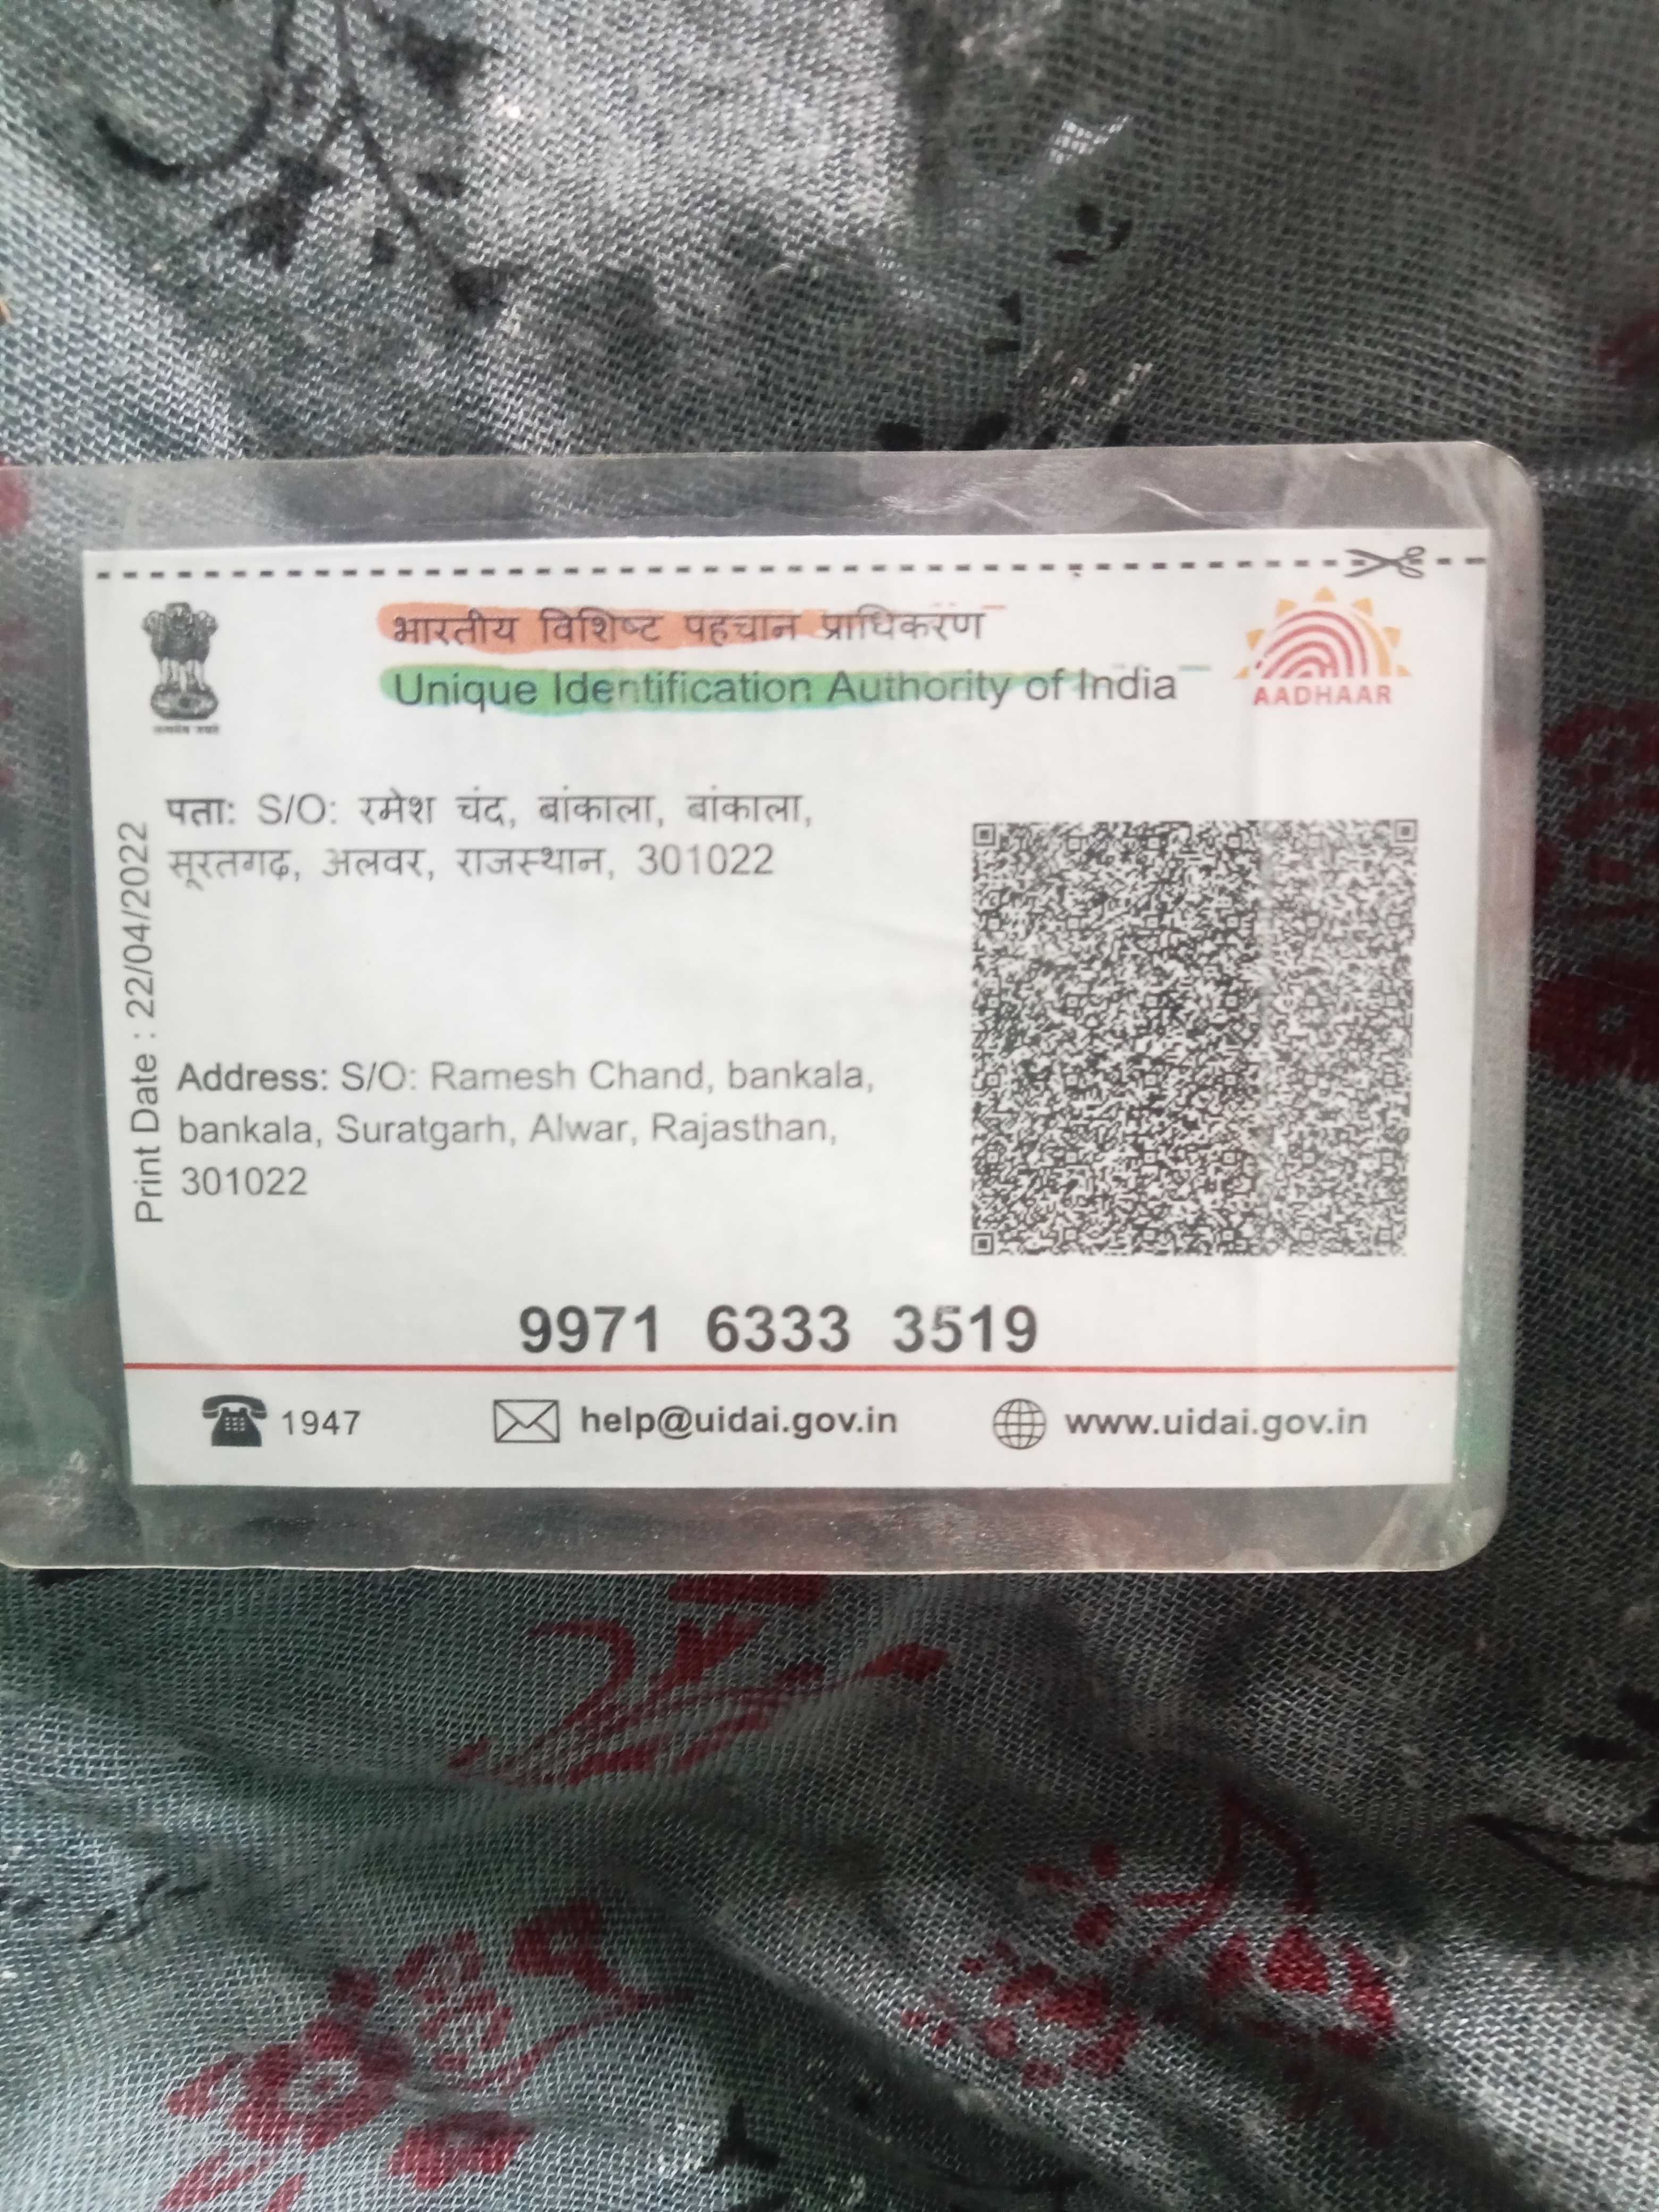 भारतीय विशिष्ट पहचान प्राधिकरण
Unique Identification Authority of India
AADHAAR
सत्यमेव जयते
पता: S/O: रमेश चंद, बांकाला, बांकाला,
सूरतगढ़, अलवर, राजस्थान, 301022
Print Date : 22/04/2022
Address: S/O: Ramesh Chand, bankala,
bankala, Suratgarh, Alwar, Rajasthan,
301022
9971 6333 3519
1947 help@uidai.gov.in www.uidai.gov.in